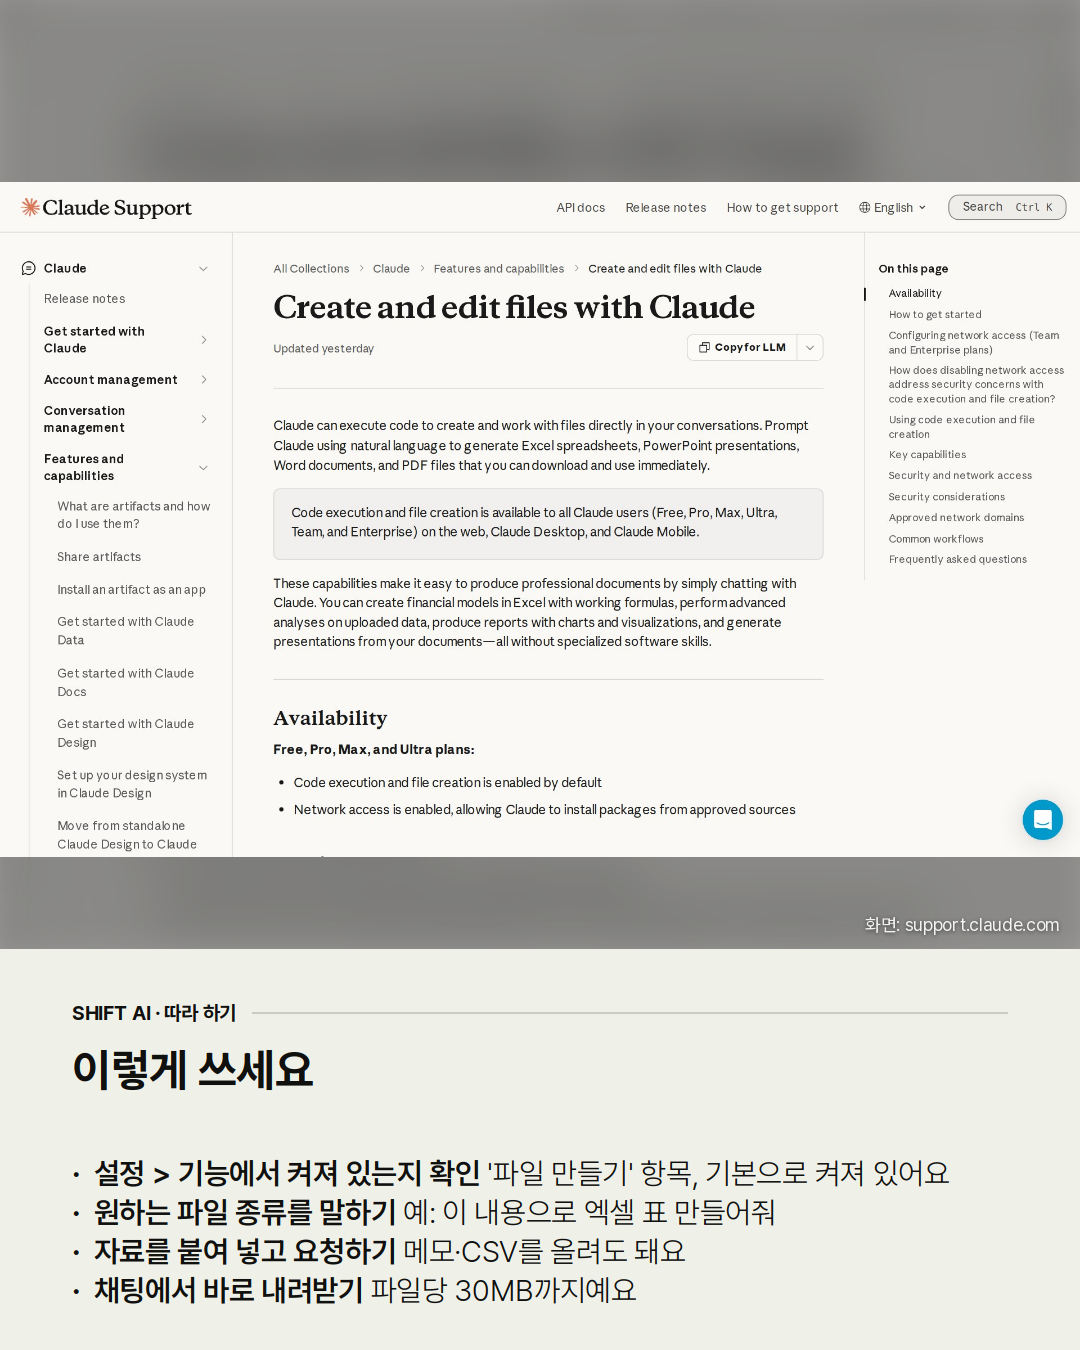 Claude Support
API docs
Release notes
How to get support
English
Search Ctrl K
Claude
Release notes
Get started with
Claude
Account management
Conversation
management
Features and
capabilities
What are artifacts and how
do I use them?
Share artifacts
Install an artifact as an app
Get started with Claude
Data
Get started with Claude
Docs
Get started with Claude
Design
Set up your design system
in Claude Design
Move from standalone
Claude Design to Claude
All Collections > Claude > Features and capabilities > Create and edit files with Claude
Create and edit files with Claude
Updated yesterday
Copy for LLM
Claude can execute code to create and work with files directly in your conversations. Prompt
Claude using natural language to generate Excel spreadsheets, PowerPoint presentations,
Word documents, and PDF files that you can download and use immediately.
Code execution and file creation is available to all Claude users (Free, Pro, Max, Ultra,
Team, and Enterprise) on the web, Claude Desktop, and Claude Mobile.
These capabilities make it easy to produce professional documents by simply chatting with
Claude. You can create financial models in Excel with working formulas, perform advanced
analyses on uploaded data, produce reports with charts and visualizations, and generate
presentations from your documents—all without specialized software skills.
Availability
Free, Pro, Max, and Ultra plans:
• Code execution and file creation is enabled by default
• Network access is enabled, allowing Claude to install packages from approved sources
On this page
Availability
How to get started
Configuring network access (Team
and Enterprise plans)
How does disabling network access
address security concerns with
code execution and file creation?
Using code execution and file
creation
Key capabilities
Security and network access
Security considerations
Approved network domains
Common workflows
Frequently asked questions
화면: support.claude.com
SHIFT AI · 따라 하기
이렇게 쓰세요
• 설정 > 기능에서 켜져 있는지 확인 '파일 만들기' 항목, 기본으로 켜져 있어요
• 원하는 파일 종류를 말하기 예: 이 내용으로 엑셀 표 만들어줘
• 자료를 붙여 넣고 요청하기 메모·CSV를 올려도 돼요
• 채팅에서 바로 내려받기 파일당 30MB까지예요